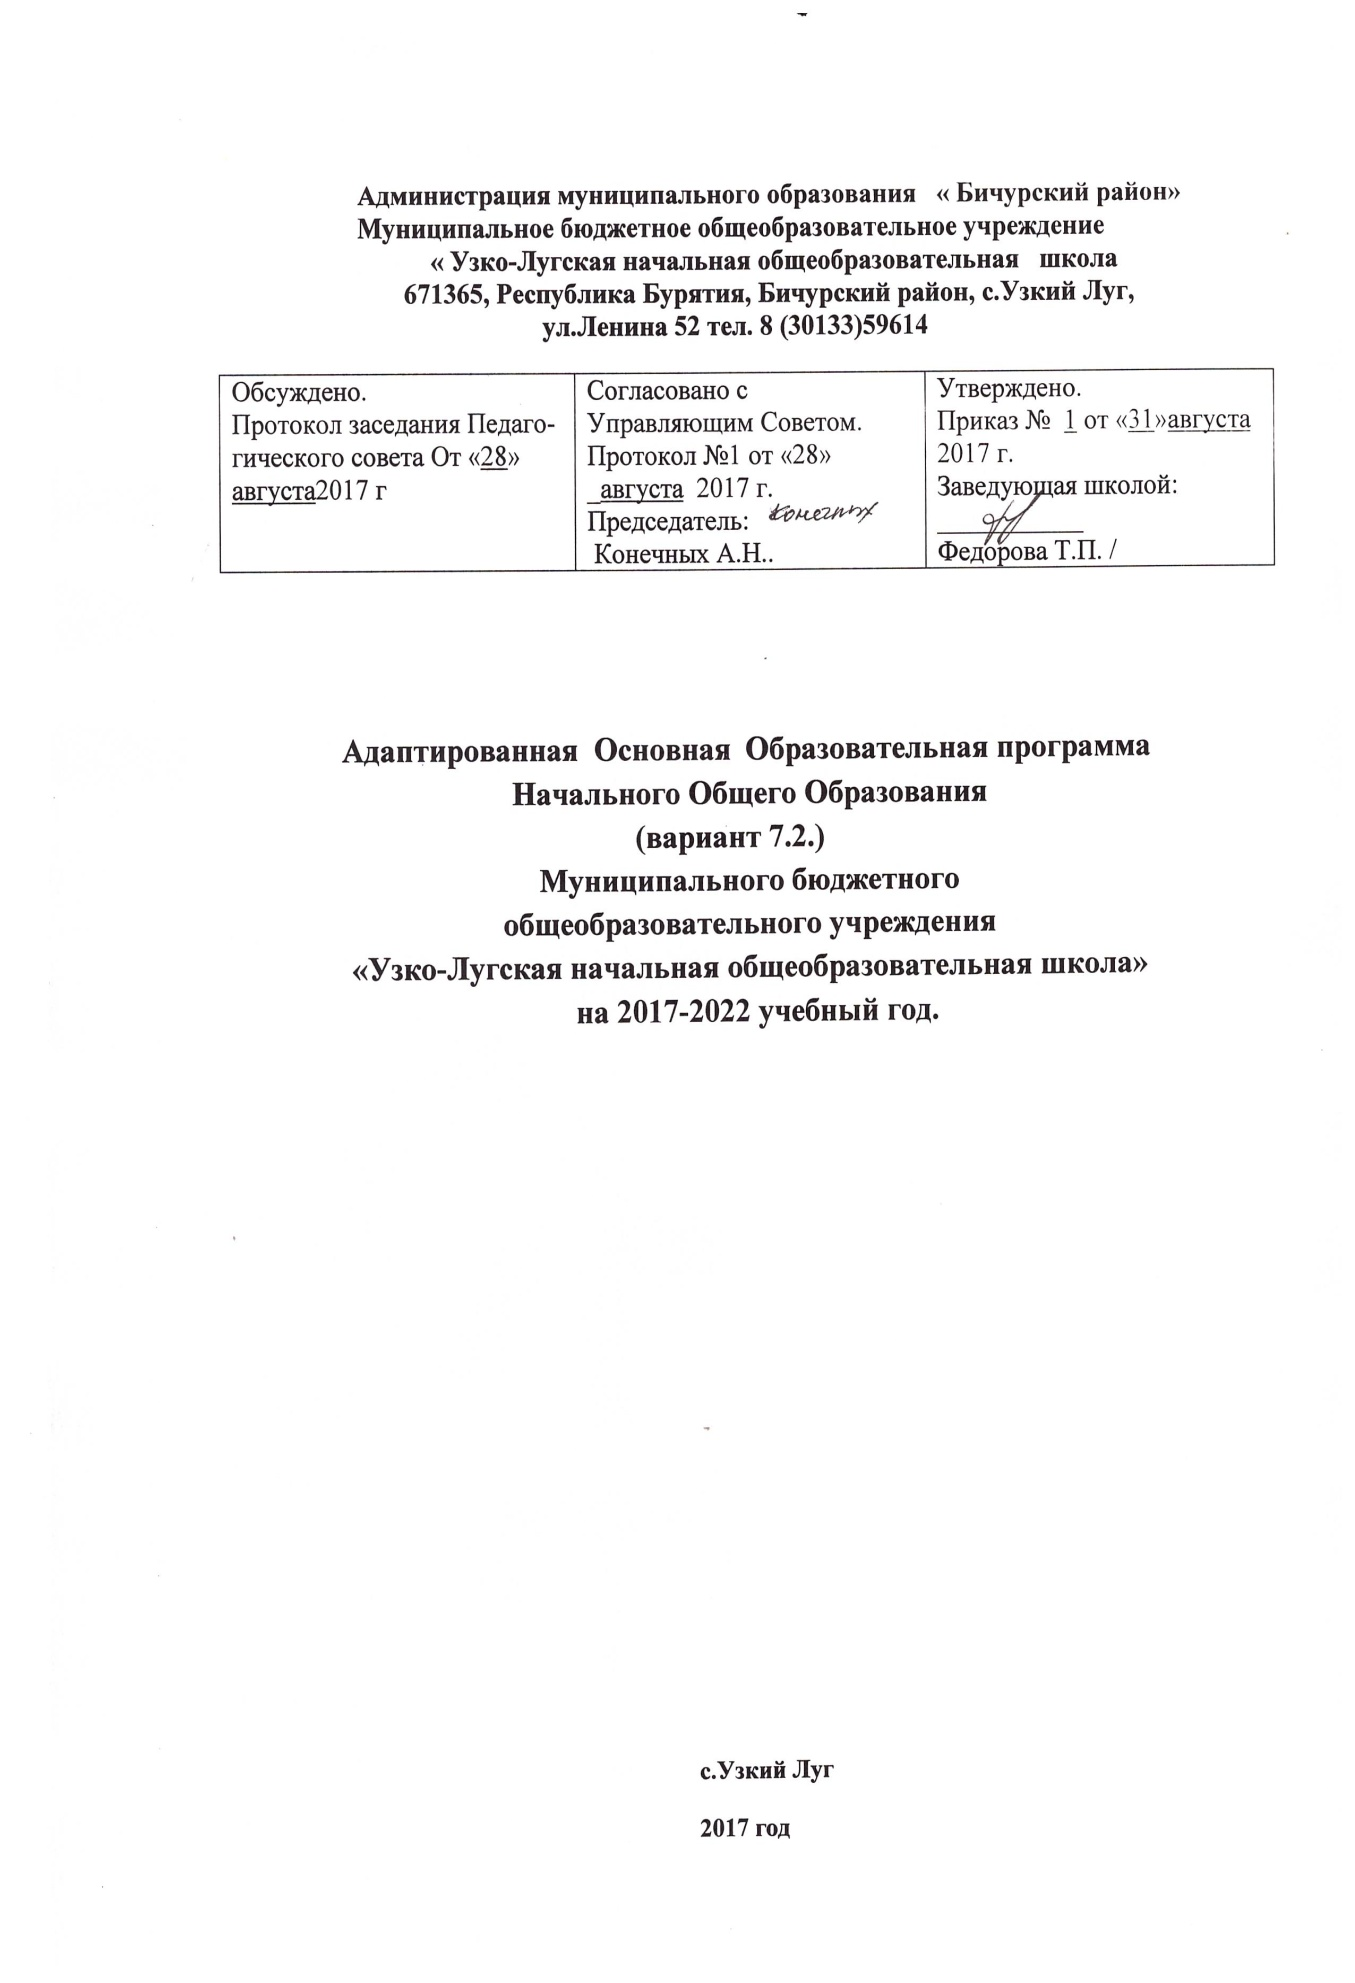 Администрация муниципального образования « Бичурский район»
Муниципальное бюджетное общеобразовательное учреждение
« Узко-Лугская начальная общеобразовательная школа
671365, Республика Бурятия, Бичурский район, с.Узкий Луг,
ул.Ленина 52 тел. 8 (30133)59614
Обсуждено.
Протокол заседания Педаго-
гического совета От «28»
августа2017 г
Согласовано с
Управляющим Советом.
Протокол №1 от «28»
_августа 2017 г.
Председатель: Конечных
Конечных А.Н..
Утверждено.
Приказ № 1 от «31»августа
2017 г.
Заведующая школой:
___________
Федорова Т.П. /
Адаптированная Основная Образовательная программа
Начального Общего Образования
(вариант 7.2.)
Муниципального бюджетного
общеобразовательного учреждения
«Узко-Лугская начальная общеобразовательная школа»
на 2017-2022 учебный год.
с.Узкий Луг
2017 год